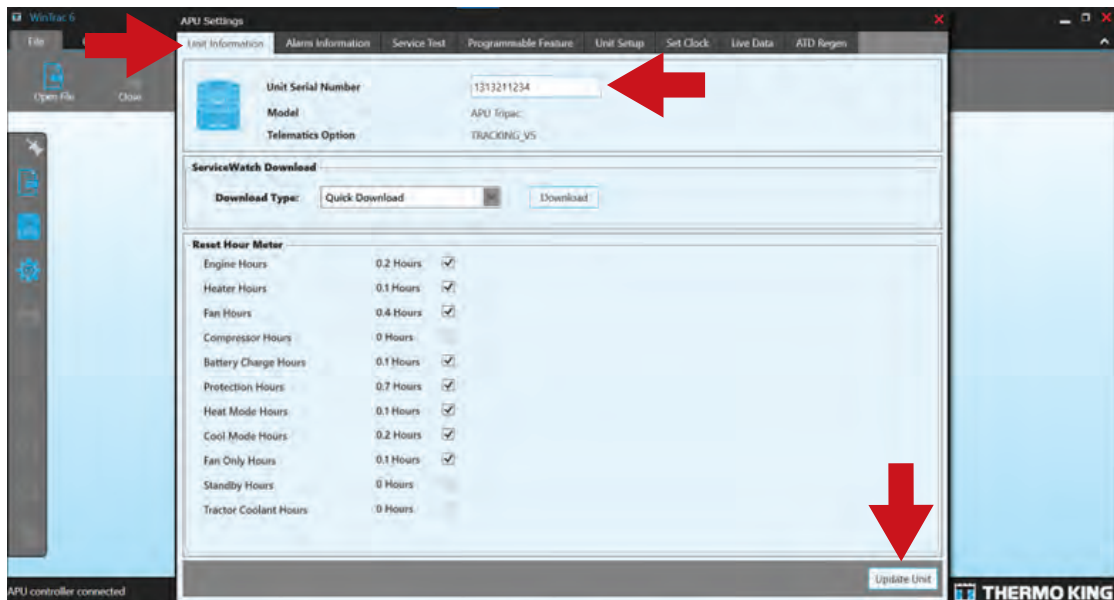 WinTrac 6
APU Settings
File
Unit Information Alarm Information Service Test Programmable Feature Unit Setup Set Clock Live Data ATD Regen
Open File Close
Unit Serial Number 1313211234
Model APU Tripac
Telematics Option TRACKING_V5
ServiceWatch Download
Download Type: Quick Download Download
Reset Hour Meter
Engine Hours 0.2 Hours
Heater Hours 0.1 Hours
Fan Hours 0.4 Hours
Compressor Hours 0 Hours
Battery Charge Hours 0.1 Hours
Protection Hours 0.7 Hours
Heat Mode Hours 0.1 Hours
Cool Mode Hours 0.2 Hours
Fan Only Hours 0.1 Hours
Standby Hours 0 Hours
Tractor Coolant Hours 0 Hours
Update Unit
APU controller connected
THERMO KING